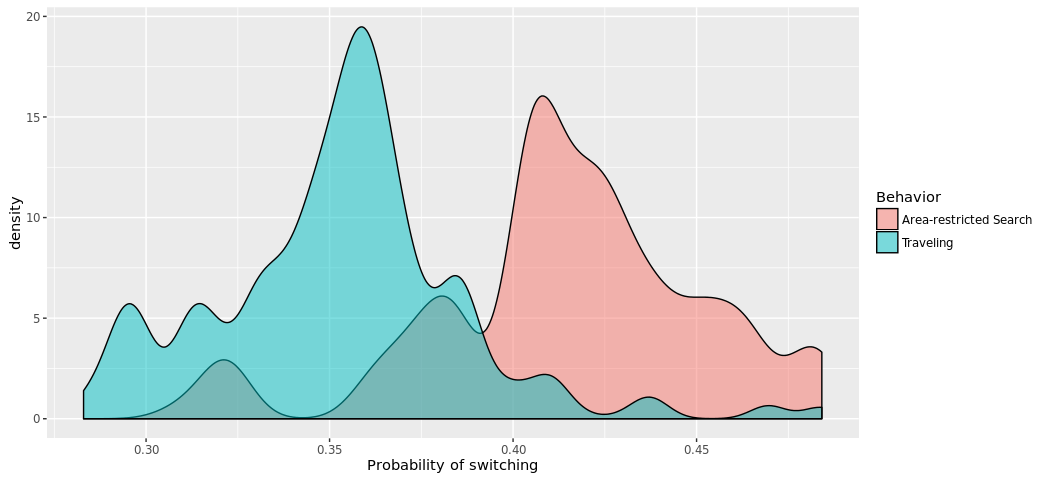 20
15
10
5
0
density
0.30
0.35
0.40
0.45
Probability of switching
Behavior
Area-restricted Search
Traveling